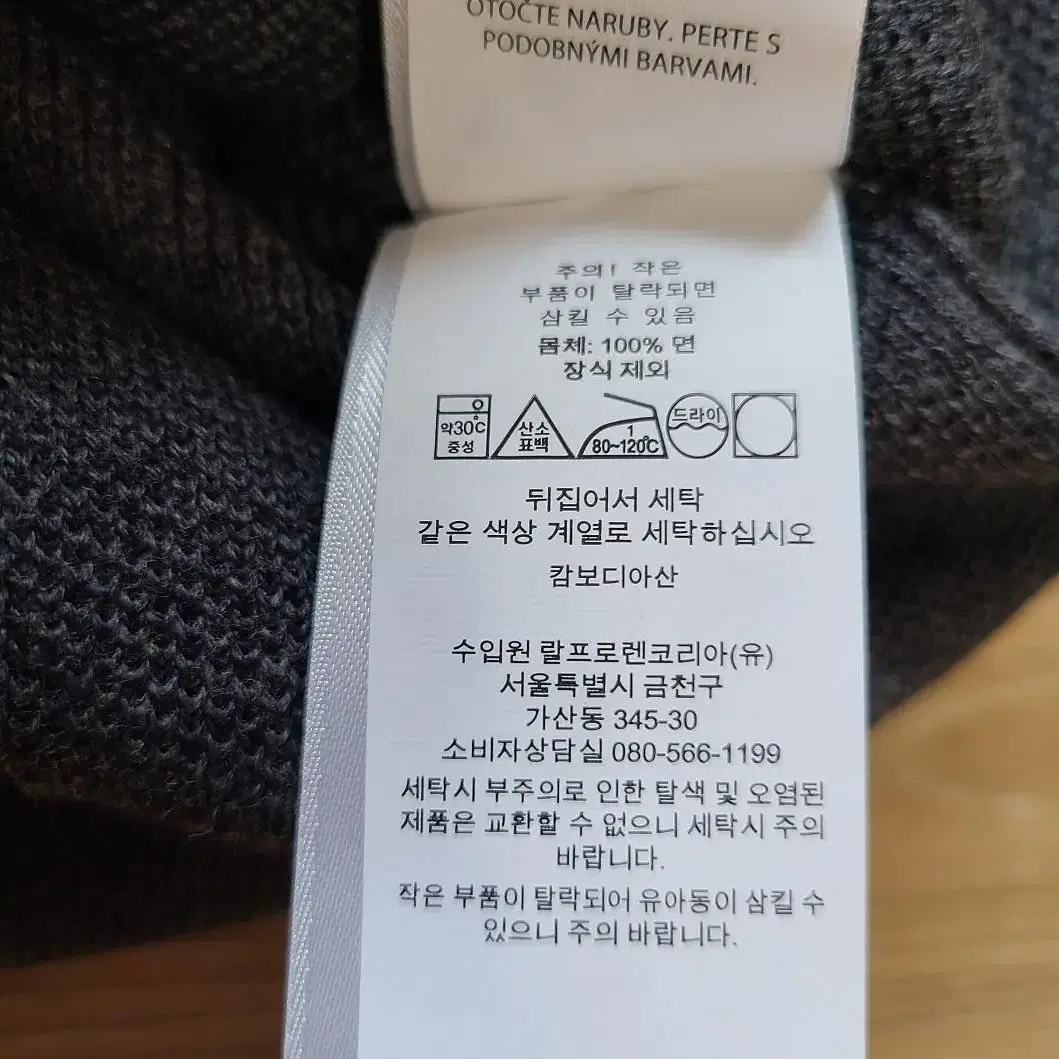 OTOČTE NARUBY. PERTE S
PODOBNÝMI BARVAMI.
주의! 작은
부품이 탈락되면
삼킬 수 있음
몸체: 100% 면
장식 제외
약30℃
중성
산소
표백
1
80~120℃
드라이
뒤집어서 세탁
같은 색상 계열로 세탁하십시오
캄보디아산
수입원 랄프로렌코리아(유)
서울특별시 금천구
가산동 345-30
소비자상담실 080-566-1199
세탁시 부주의로 인한 탈색 및 오염된
제품은 교환할 수 없으니 세탁시 주의
바랍니다.
작은 부품이 탈락되어 유아동이 삼킬 수
있으니 주의 바랍니다.